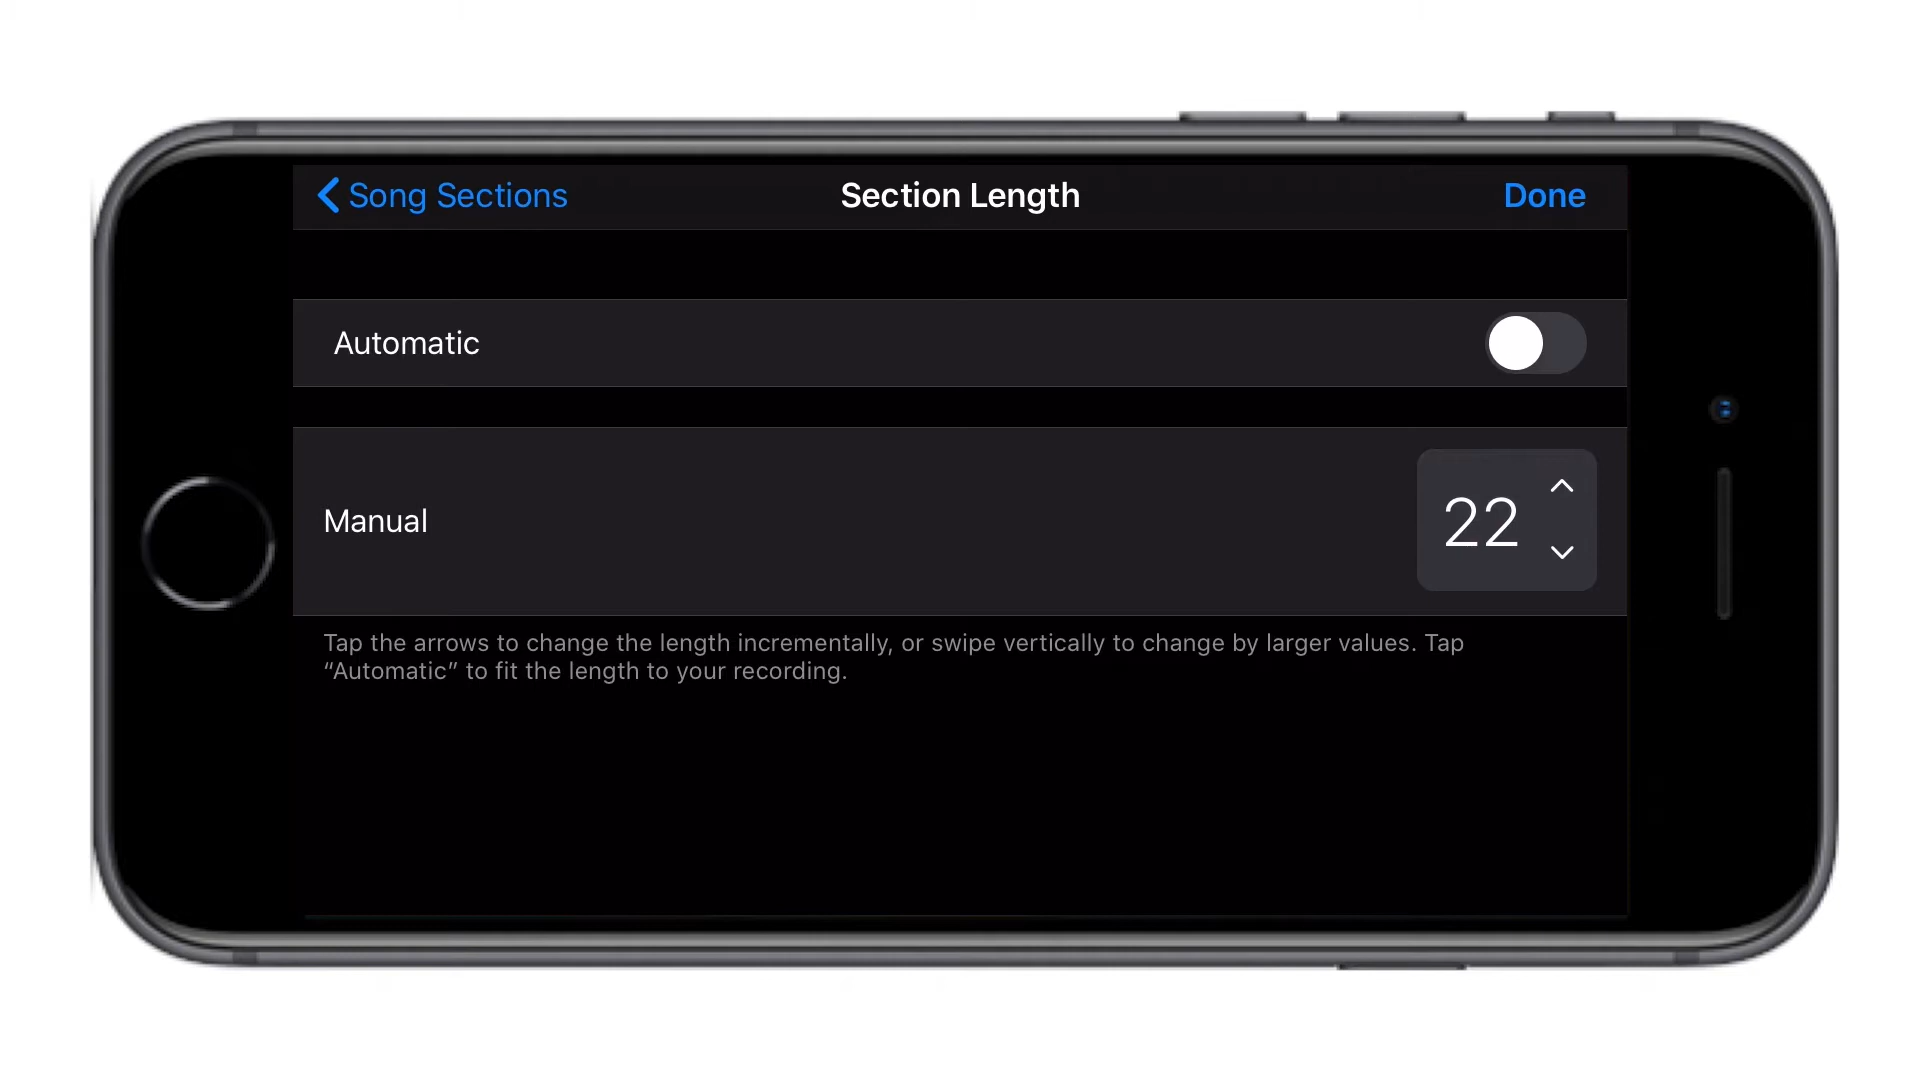 Song Sections
Section Length
Done
Automatic
Manual
22
Tap the arrows to change the length incrementally, or swipe vertically to change by larger values. Tap
“Automatic” to fit the length to your recording.